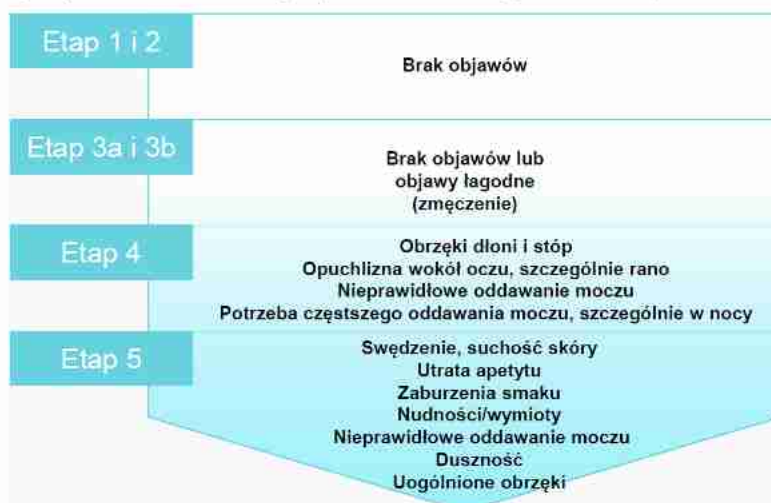 Etap 1 i 2
Brak objawów
Etap 3a i 3b
Brak objawów lub
objawy łagodne
(zmęczenie)
Etap 4
Obrzęki dłoni i stóp
Opuchlizna wokół oczu, szczególnie rano
Nieprawidłowe oddawanie moczu
Potrzeba częstszego oddawania moczu, szczególnie w nocy
Etap 5
Swędzenie, suchość skóry
Utrata apetytu
Zaburzenia smaku
Nudności/wymioty
Nieprawidłowe oddawanie moczu
Duszność
Uogólnione obrzęki